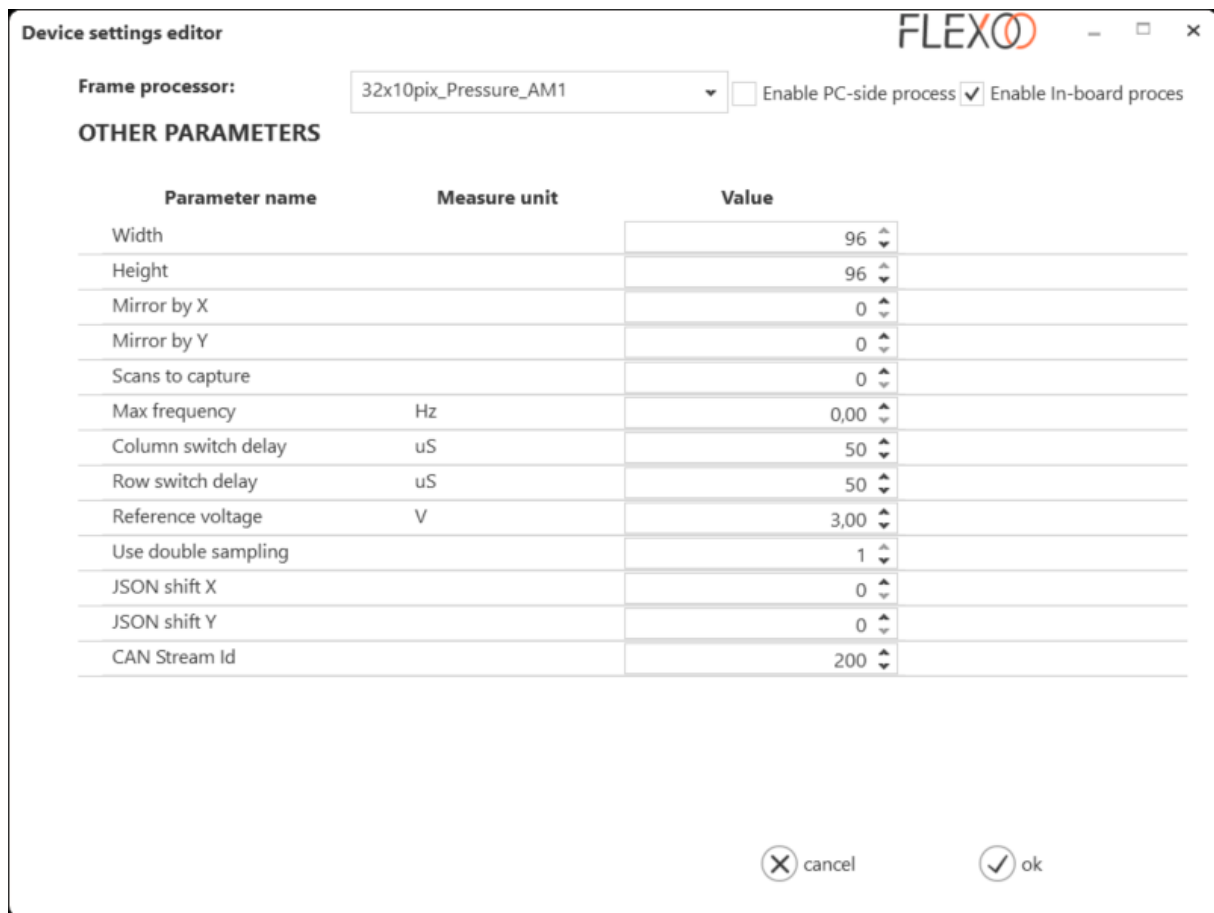 Device settings editor FLEXOO
Frame processor: 32x10pix_Pressure_AM1 Enable PC-side process Enable In-board proces
OTHER PARAMETERS
Parameter name Measure unit Value
Width 96
Height 96
Mirror by X 0
Mirror by Y 0
Scans to capture 0
Max frequency Hz 0,00
Column switch delay uS 50
Row switch delay uS 50
Reference voltage V 3,00
Use double sampling 1
JSON shift X 0
JSON shift Y 0
CAN Stream Id 200
cancel ok